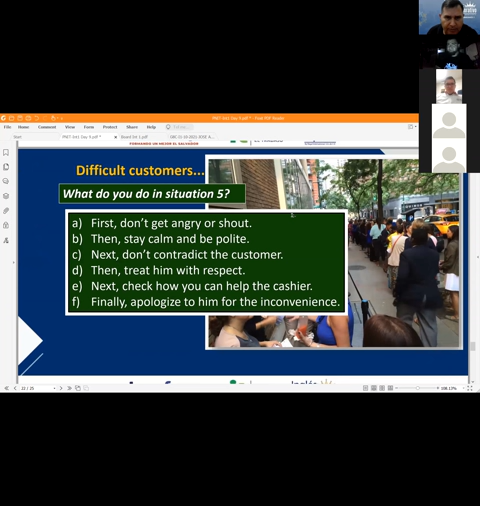 File Home Comment View Form Protect Share Help
Start
FORMANDO UN MEJOR EL SALVADOR
Difficult customers...
What do you do in situation 5?
a) First, don't get angry or shout.
b) Then, stay calm and be polite.
c) Next, don't contradict the customer.
d) Then, treat him with respect.
e) Next, check how you can help the cashier.
f) Finally, apologize to him for the inconvenience.
22 / 25